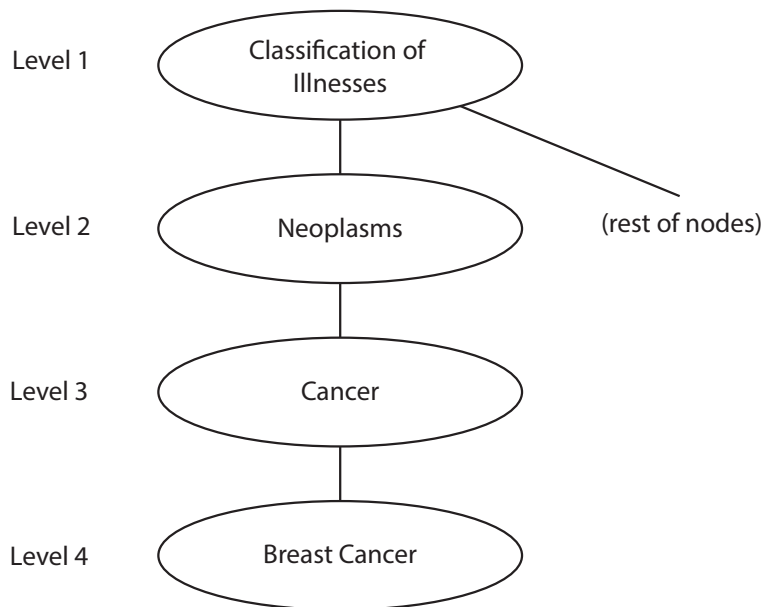 Level 1
Classification of
Illnesses
Level 2
Neoplasms
(rest of nodes)
Level 3
Cancer
Level 4
Breast Cancer